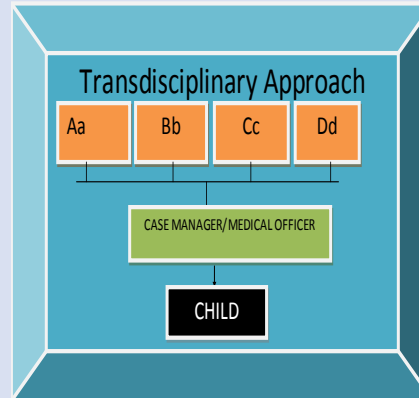 Transdisciplinary Approach
Aa Bb Cc Dd
CASE MANAGER/MEDICAL OFFICER
CHILD